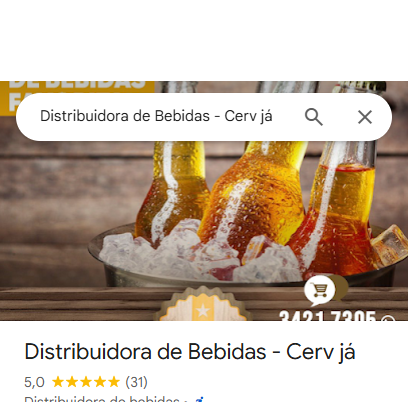 DE BEBIDAS
Distribuidora de Bebidas - Cerv já
3421 7305
Distribuidora de Bebidas - Cerv já
5,0 (31)
Distribuidora de bebidas ·